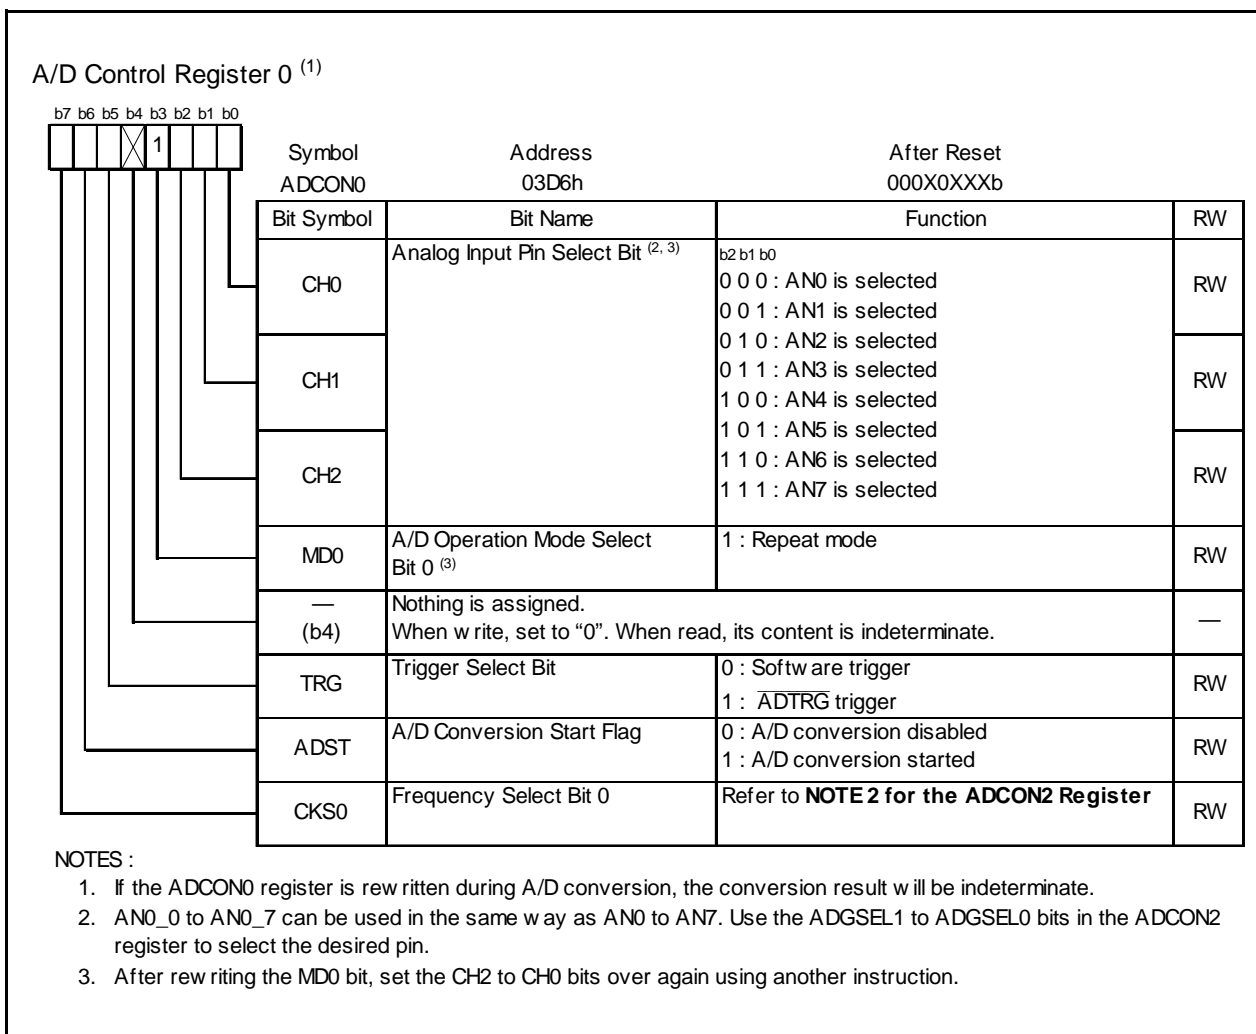 A/D Control Register 0 (1)
b7 b6 b5 b4 b3 b2 b1 b0
1
Symbol Address After Reset
ADCON0 03D6h 000X0XXXb
Bit Symbol Bit Name Function RW
CH0 Analog Input Pin Select Bit (2, 3) b2 b1 b0
0 0 0 : AN0 is selected RW
0 0 1 : AN1 is selected
0 1 0 : AN2 is selected
CH1 0 1 1 : AN3 is selected RW
1 0 0 : AN4 is selected
1 0 1 : AN5 is selected
CH2 1 1 0 : AN6 is selected RW
1 1 1 : AN7 is selected
MD0 A/D Operation Mode Select 1 : Repeat mode RW
Bit 0 (3)
— Nothing is assigned. —
(b4) When write, set to “0”. When read, its content is indeterminate.
TRG Trigger Select Bit 0 : Software trigger RW
1 : ADTRG trigger
ADST A/D Conversion Start Flag 0 : A/D conversion disabled RW
1 : A/D conversion started
CKS0 Frequency Select Bit 0 Refer to NOTE 2 for the ADCON2 Register RW
NOTES :
1. If the ADCON0 register is rewritten during A/D conversion, the conversion result will be indeterminate.
2. AN0_0 to AN0_7 can be used in the same way as AN0 to AN7. Use the ADGSEL1 to ADGSEL0 bits in the ADCON2
register to select the desired pin.
3. After rewriting the MD0 bit, set the CH2 to CH0 bits over again using another instruction.